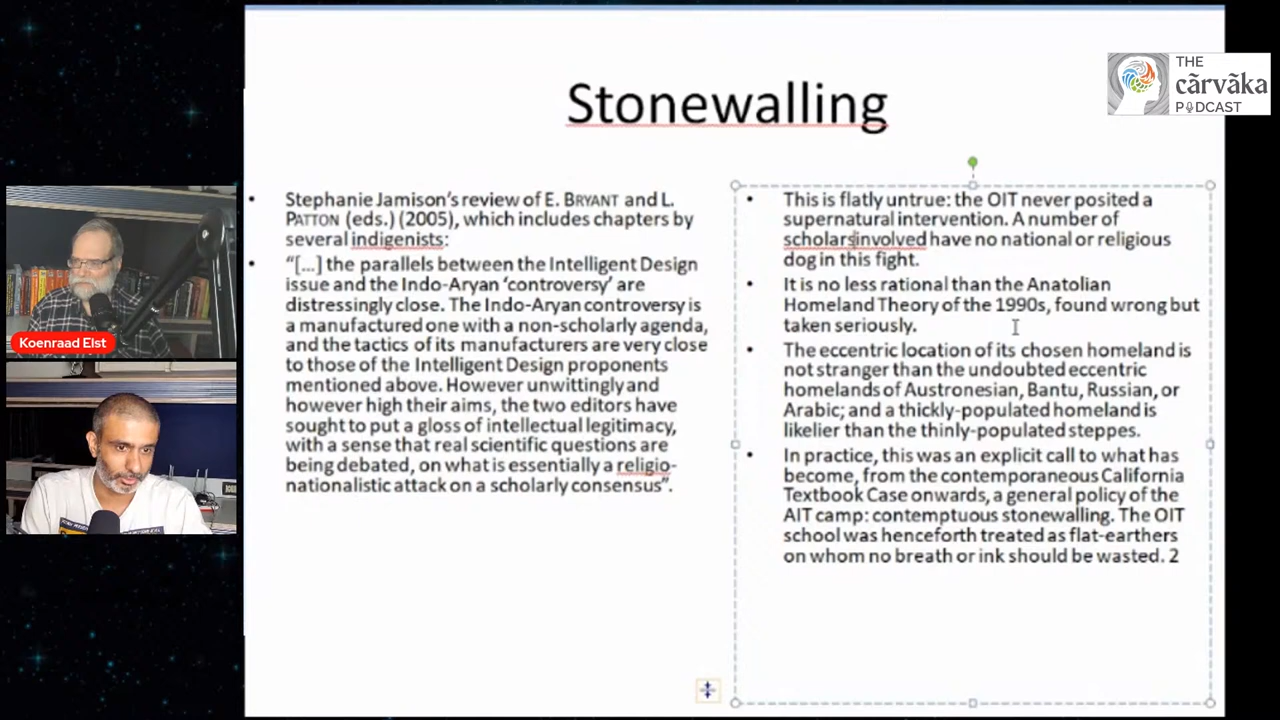 THE
cārvāka
PODCAST
Stonewalling
Stephanie Jamison's review of E. BRYANT and L.
PATTON (eds.) (2005), which includes chapters by
several indigenists:
"[...] the parallels between the Intelligent Design
issue and the Indo-Aryan 'controversy' are
distressingly close. The Indo-Aryan controversy is
a manufactured one with a non-scholarly agenda,
and the tactics of its manufacturers are very close
to those of the Intelligent Design proponents
mentioned above. However unwittingly and
however high their aims, the two editors have
sought to put a gloss of intellectual legitimacy,
with a sense that real scientific questions are
being debated, on what is essentially a religio-
nationalistic attack on a scholarly consensus".
This is flatly untrue: the OIT never posited a
supernatural intervention. A number of
scholarsinvolved have no national or religious
dog in this fight.
It is no less rational than the Anatolian
Homeland Theory of the 1990s, found wrong but
taken seriously.
The eccentric location of its chosen homeland is
not stranger than the undoubted eccentric
homelands of Austronesian, Bantu, Russian, or
Arabic; and a thickly-populated homeland is
likelier than the thinly-populated steppes.
In practice, this was an explicit call to what has
become, from the contemporaneous California
Textbook Case onwards, a general policy of the
AIT camp: contemptuous stonewalling. The OIT
school was henceforth treated as flat-earthers
on whom no breath or ink should be wasted. 2
Koenraad Elst